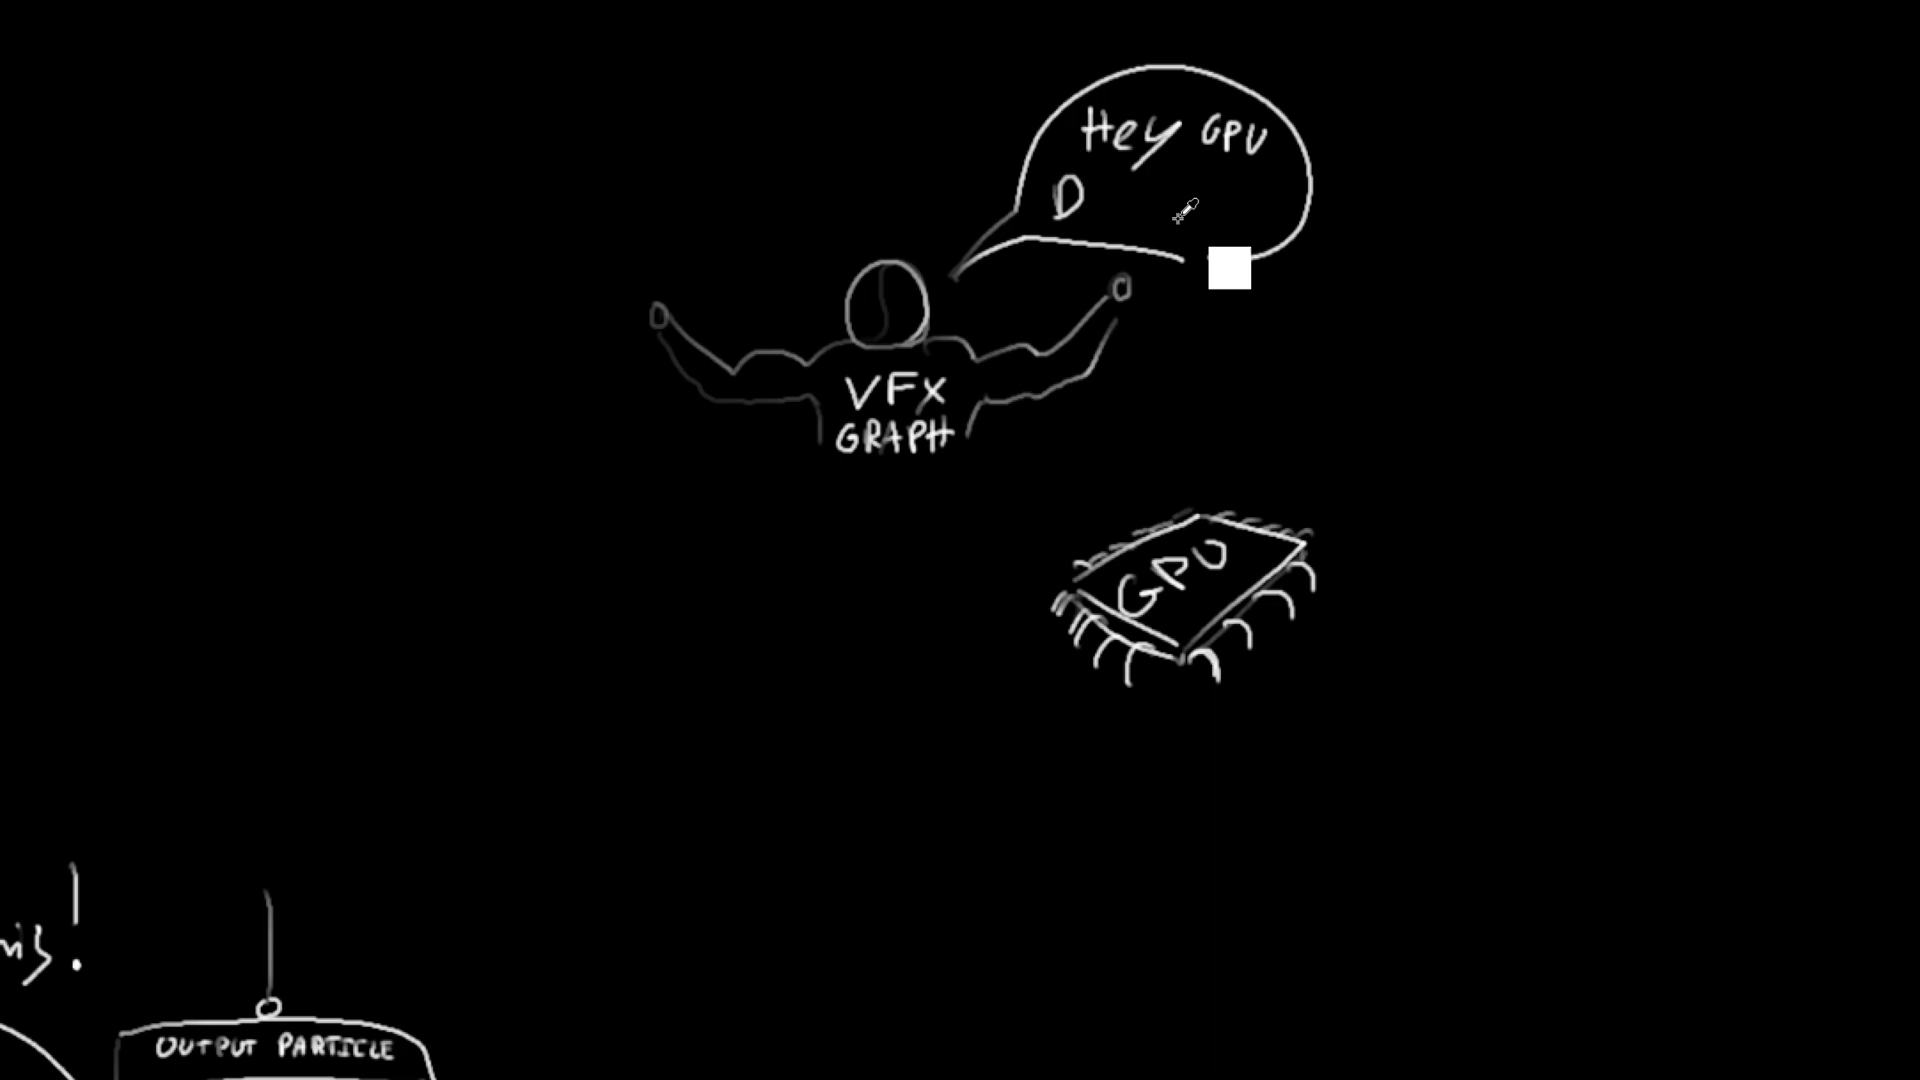 Hey GPU
D
VFX
GRAPH
GPU
OUTPUT PARTICLE